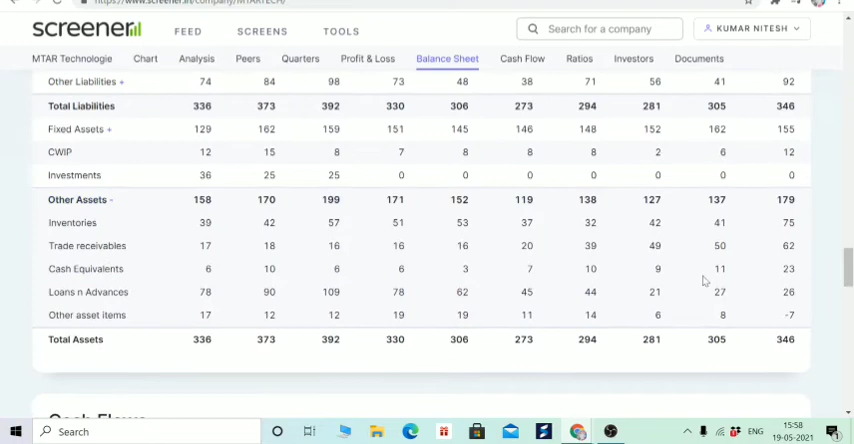 https://www.screener.in/company/MTARTECH/
screener
FEED SCREENS TOOLS
Search for a company
KUMAR NITESH
MTAR Technologie Chart Analysis Peers Quarters Profit & Loss Balance Sheet Cash Flow Ratios Investors Documents
Other Liabilities + 74 84 98 73 48 38 71 56 41 92
Total Liabilities 336 373 392 330 306 273 294 281 305 346
Fixed Assets + 129 162 159 151 145 146 148 152 162 155
CWIP 12 15 8 7 8 8 8 2 6 12
Investments 36 25 25 0 0 0 0 0 0 0
Other Assets - 158 170 199 171 152 119 138 127 137 179
Inventories 39 42 57 51 53 37 32 42 41 75
Trade receivables 17 18 16 16 16 20 39 49 50 62
Cash Equivalents 6 10 6 6 3 7 10 9 11 23
Loans n Advances 78 90 109 78 62 45 44 21 27 26
Other asset items 17 12 12 19 19 11 14 6 8 -7
Total Assets 336 373 392 330 306 273 294 281 305 346
Cash Flows
Search
ENG
15:58
19-05-2021
1